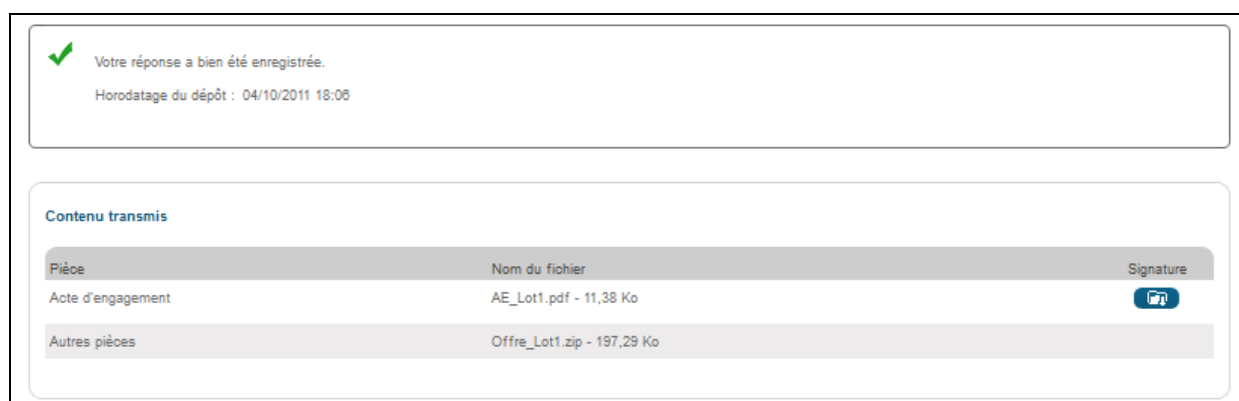 Votre réponse a bien été enregistrée.
Horodatage du dépôt : 04/10/2011 18:06
Contenu transmis
Pièce Nom du fichier Signature
Acte d'engagement AE_Lot1.pdf - 11,38 Ko
Autres pièces Offre_Lot1.zip - 197,29 Ko